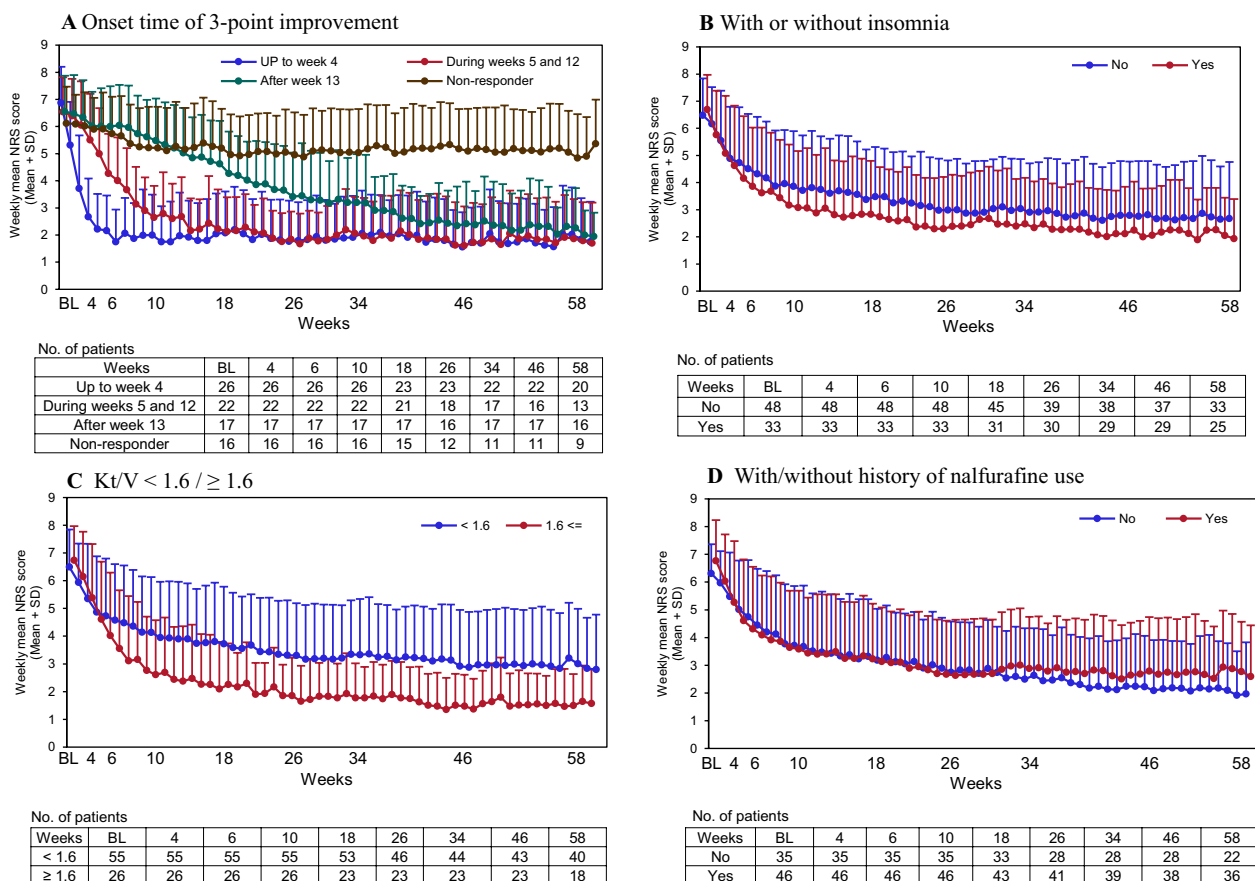 A Onset time of 3-point improvement
9
8
7
6
5
4
3
2
1
0
Weekly mean NRS score
(Mean + SD)
UP to week 4
During weeks 5 and 12
After week 13
Non-responder
BL 4 6 10 18 26 34 46 58
Weeks
No. of patients
Weeks BL 4 6 10 18 26 34 46 58
Up to week 4 26 26 26 26 23 23 22 22 20
During weeks 5 and 12 22 22 22 22 21 18 17 16 13
After week 13 17 17 17 17 17 16 17 17 16
Non-responder 16 16 16 16 15 12 11 11 9
B With or without insomnia
9
8
7
6
5
4
3
2
1
0
Weekly mean NRS score
(Mean + SD)
No Yes
BL 4 6 10 18 26 34 46 58
Weeks
No. of patients
Weeks BL 4 6 10 18 26 34 46 58
No 48 48 48 48 45 39 38 37 33
Yes 33 33 33 33 31 30 29 29 25
C Kt/V < 1.6 / ≥ 1.6
9
8
7
6
5
4
3
2
1
0
Weekly mean NRS score
(Mean + SD)
< 1.6 1.6 <=
BL 4 6 10 18 26 34 46 58
Weeks
No. of patients
Weeks BL 4 6 10 18 26 34 46 58
< 1.6 55 55 55 55 53 46 44 43 40
≥ 1.6 26 26 26 26 23 23 23 23 18
D With/without history of nalfurafine use
9
8
7
6
5
4
3
2
1
0
Weekly mean NRS score
(Mean + SD)
No Yes
BL 4 6 10 18 26 34 46 58
Weeks
No. of patients
Weeks BL 4 6 10 18 26 34 46 58
No 35 35 35 35 33 28 28 28 22
Yes 46 46 46 46 43 41 39 38 36